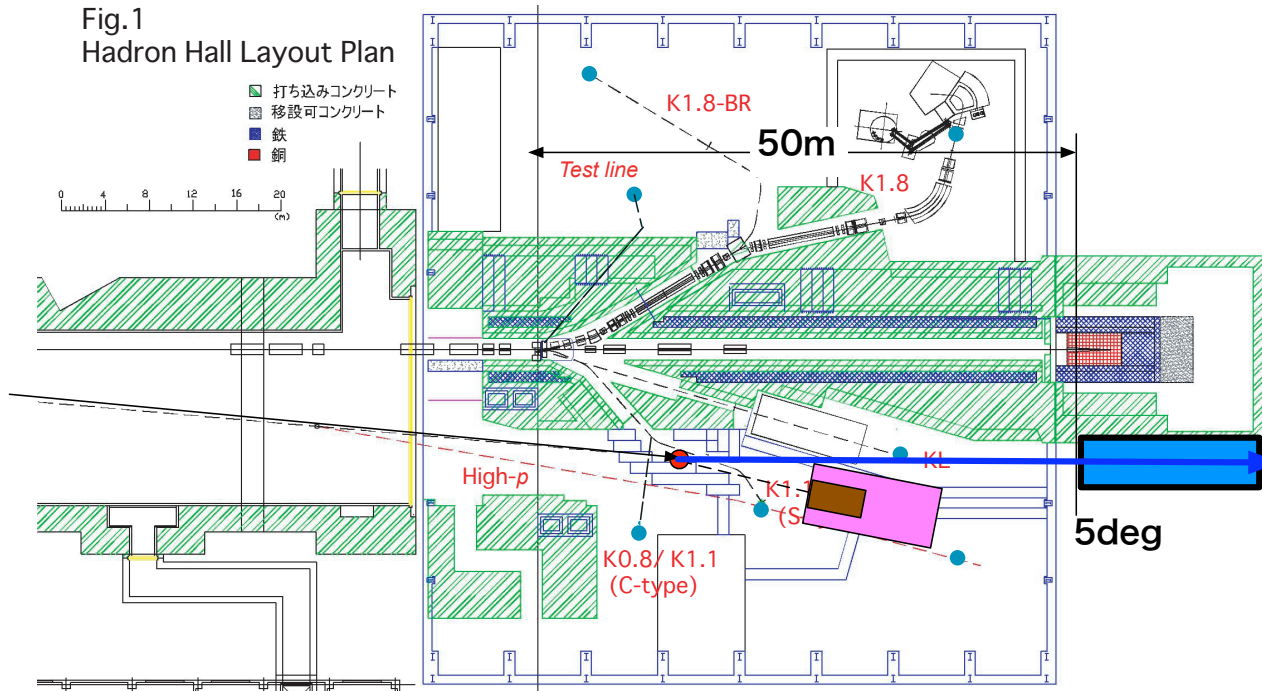 Fig.1
Hadron Hall Layout Plan
打ち込みコンクリート
移設可コンクリート
鉄
銅
0 4 8 12 16 20
(m)
K1.8-BR
50m
Test line
K1.8
High-p
KL
K1.1
(S
5deg
K0.8/ K1.1
(C-type)